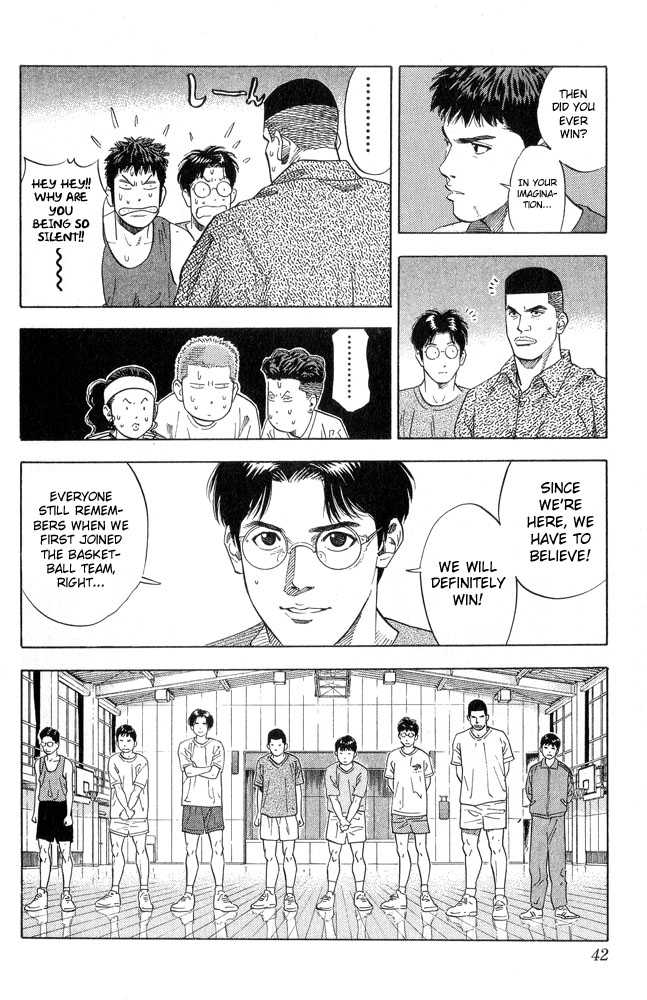 THEN
DID YOU
EVER
WIN?
IN YOUR
IMAGINA-
TION...
........
しーん
HEY HEY!!
WHY ARE
YOU
BEING SO
SILENT!!
........
SINCE
WE'RE
HERE, WE
HAVE TO
BELIEVE!
WE WILL
DEFINITELY
WIN!
EVERYONE
STILL REMEM-
BERS WHEN WE
FIRST JOINED
THE BASKET-
BALL TEAM,
RIGHT...
42